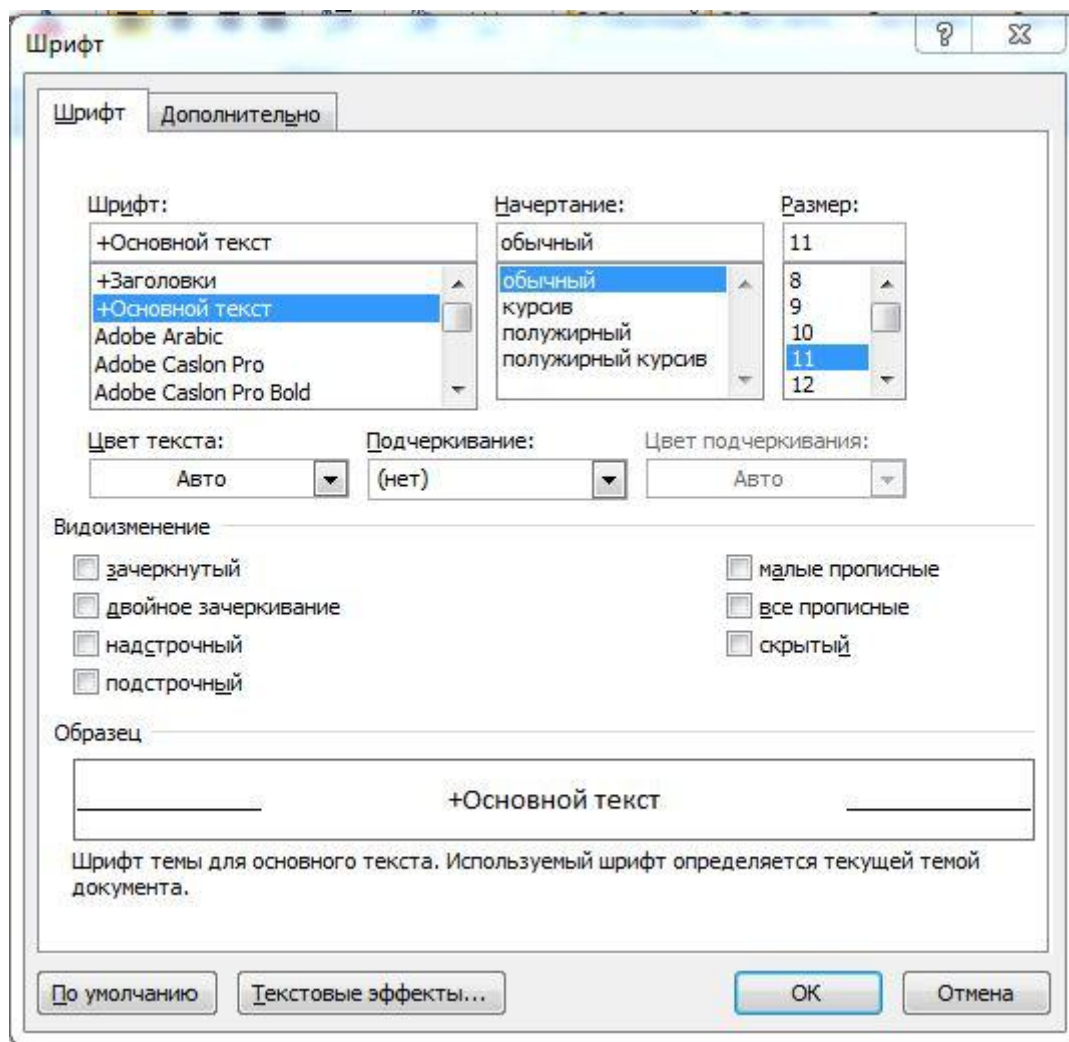 Шрифт
Шрифт Дополнительно
Шрифт: Начертание: Размер:
+Основной текст обычный 11
+Заголовки обычный 8
+Основной текст курсив 9
Adobe Arabic полужирный 10
Adobe Caslon Pro полужирный курсив 11
Adobe Caslon Pro Bold 12
Цвет текста: Подчеркивание: Цвет подчеркивания:
Авто (нет) Авто
Видоизменение
зачеркнутый малые прописные
двойное зачеркивание все прописные
надстрочный скрытый
подстрочный
Образец
+Основной текст
Шрифт темы для основного текста. Используемый шрифт определяется текущей темой
документа.
По умолчанию Текстовые эффекты... ОК Отмена